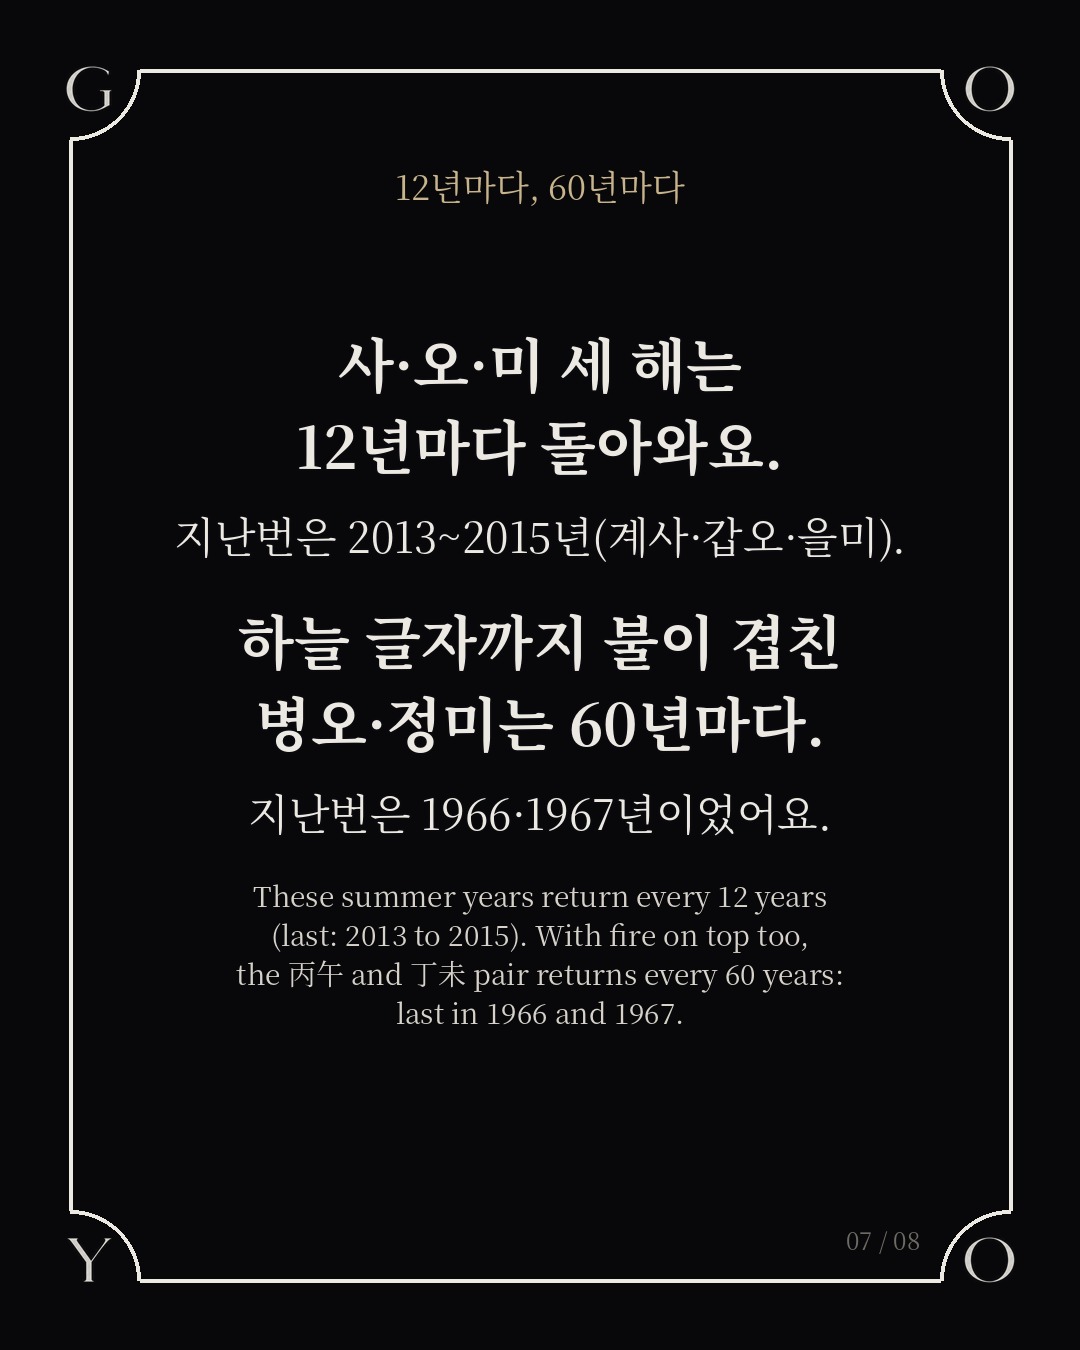 G O
12년마다, 60년마다
사·오·미 세 해는
12년마다 돌아와요.
지난번은 2013~2015년(계사·갑오·을미).
하늘 글자까지 불이 겹친
병오·정미는 60년마다.
지난번은 1966·1967년이었어요.
These summer years return every 12 years
(last: 2013 to 2015). With fire on top too,
the 丙午 and 丁未 pair returns every 60 years:
last in 1966 and 1967.
07 / 08
Y O